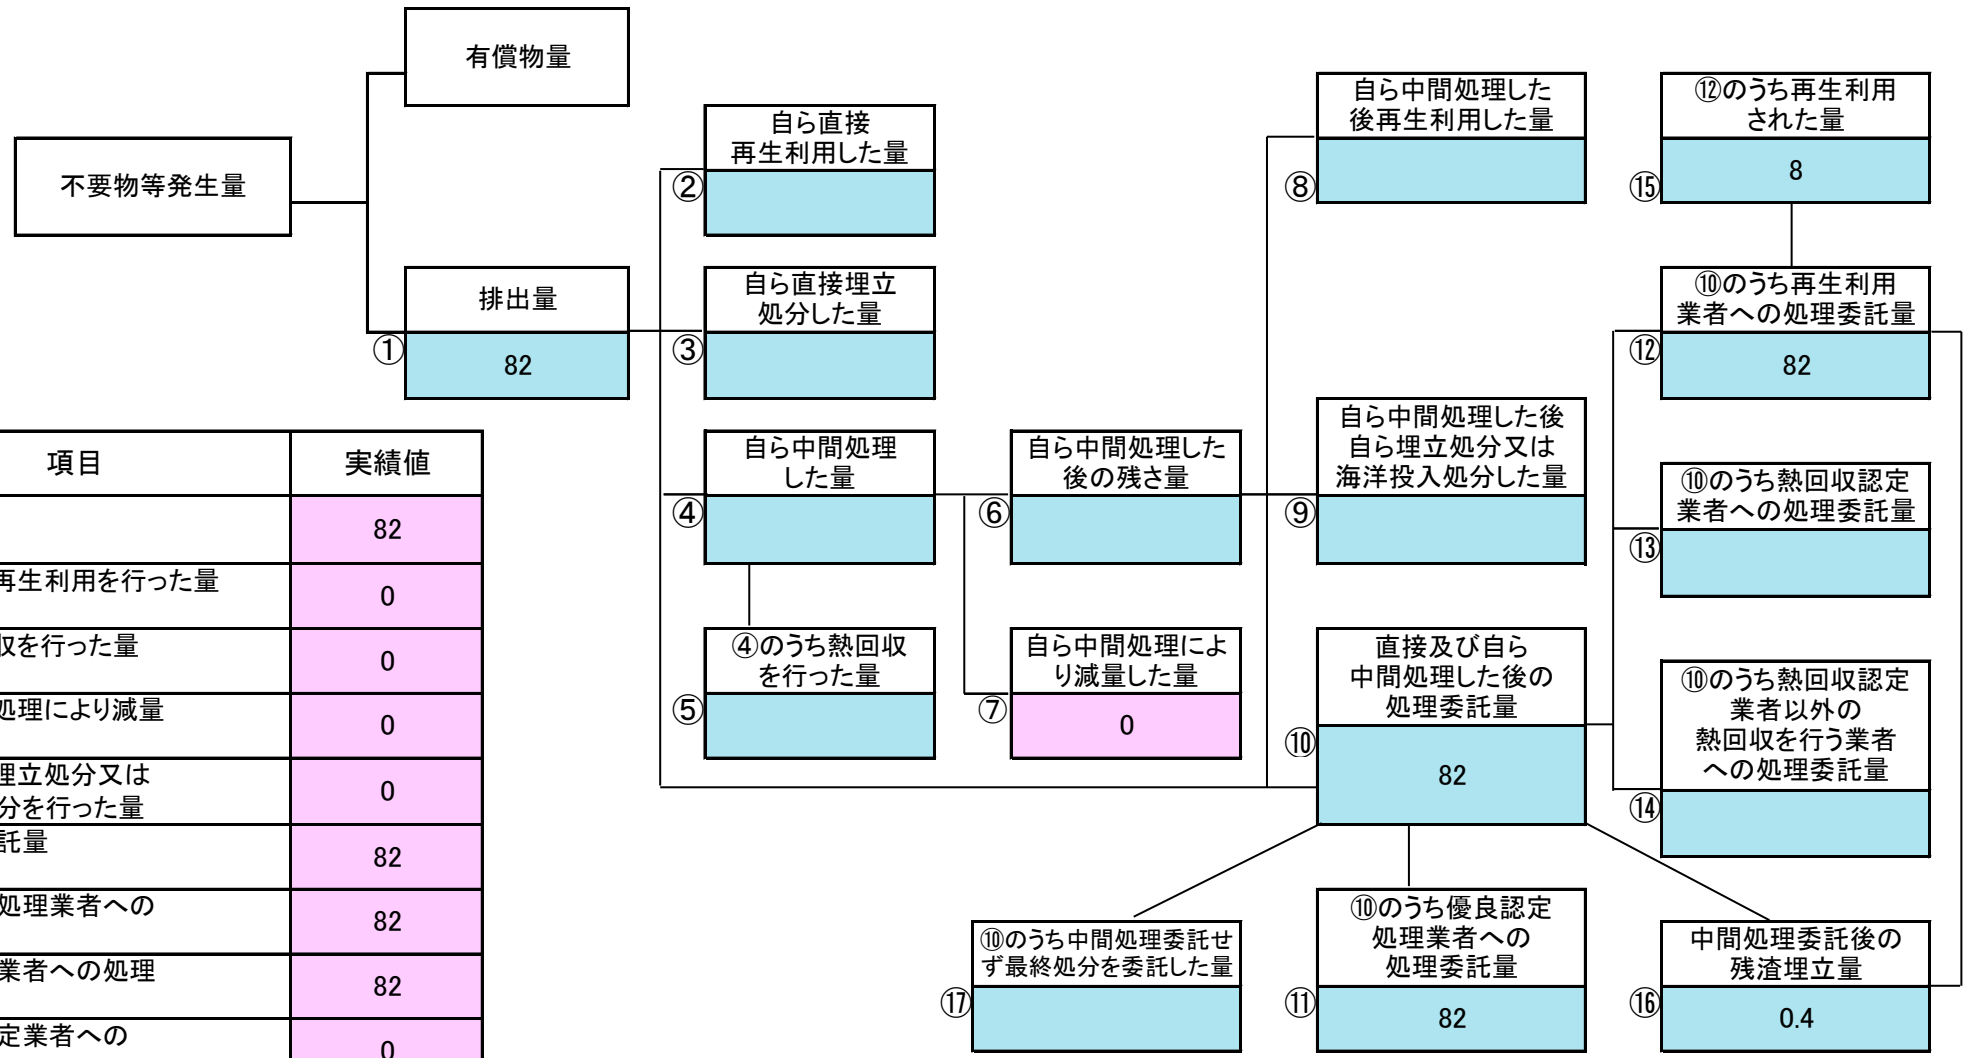 有償物量
不要物等発生量
排出量
①
82
自ら直接
再生利用した量
②
自ら直接埋立
処分した量
③
自ら中間処理
した量
④
④のうち熱回収
を行った量
⑤
自ら中間処理した
後の残さ量
⑥
自ら中間処理によ
り減量した量
⑦
0
自ら中間処理した
後再生利用した量
⑧
自ら中間処理した後
自ら埋立処分又は
海洋投入処分した量
⑨
直接及び自ら
中間処理した後の
処理委託量
⑩
82
⑫のうち再生利用
された量
⑮
8
⑩のうち再生利用
業者への処理委託量
⑫
82
⑩のうち熱回収認定
業者への処理委託量
⑬
⑩のうち熱回収認定
業者以外の
熱回収を行う業者
への処理委託量
⑭
⑩のうち中間処理委託せ
ず最終処分を委託した量
⑰
⑩のうち優良認定
処理業者への
処理委託量
⑪
82
中間処理委託後の
残渣埋立量
⑯
0.4
項目 実績値
82
再生利用を行った量 0
収を行った量 0
処理により減量 0
埋立処分又は
分を行った量 0
託量 82
処理業者への 82
業者への処理 82
定業者への 0